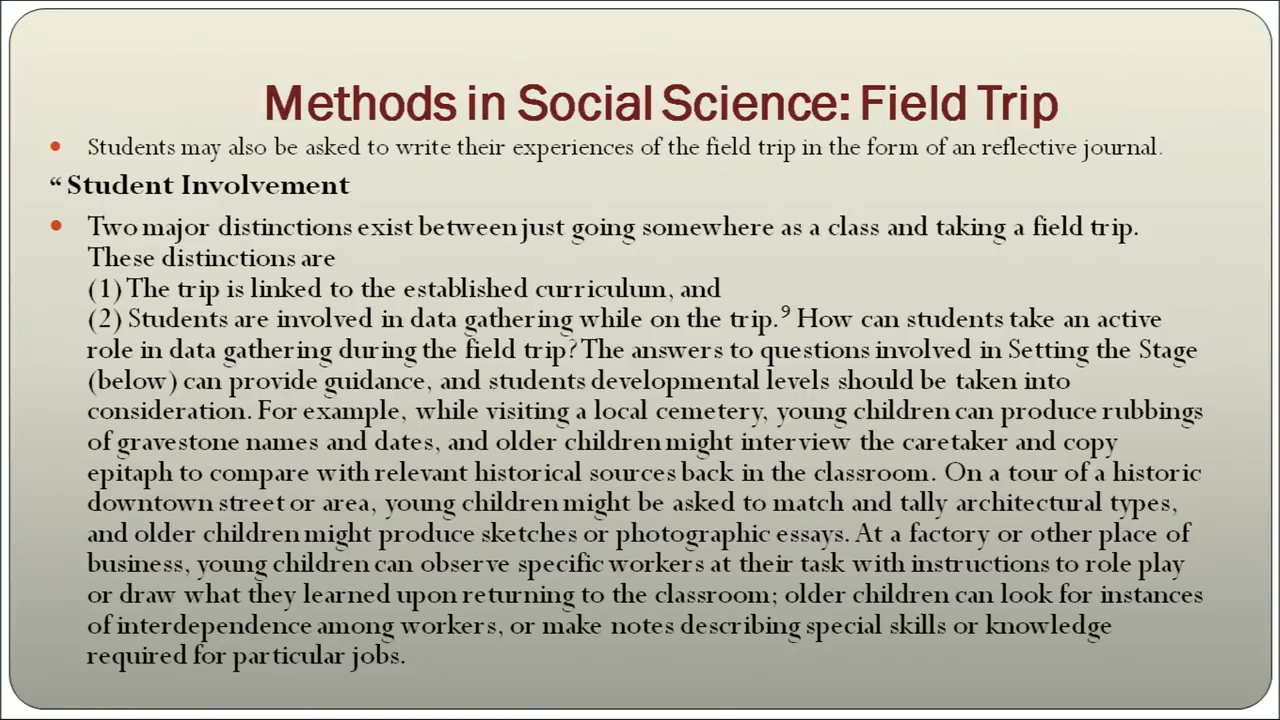 Methods in Social Science: Field Trip
• Students may also be asked to write their experiences of the field trip in the form of an reflective journal.
“ Student Involvement
• Two major distinctions exist between just going somewhere as a class and taking a field trip.
These distinctions are
(1) The trip is linked to the established curriculum, and
(2) Students are involved in data gathering while on the trip.⁹ How can students take an active
role in data gathering during the field trip? The answers to questions involved in Setting the Stage
(below) can provide guidance, and students developmental levels should be taken into
consideration. For example, while visiting a local cemetery, young children can produce rubbings
of gravestone names and dates, and older children might interview the caretaker and copy
epitaph to compare with relevant historical sources back in the classroom. On a tour of a historic
downtown street or area, young children might be asked to match and tally architectural types,
and older children might produce sketches or photographic essays. At a factory or other place of
business, young children can observe specific workers at their task with instructions to role play
or draw what they learned upon returning to the classroom; older children can look for instances
of interdependence among workers, or make notes describing special skills or knowledge
required for particular jobs.